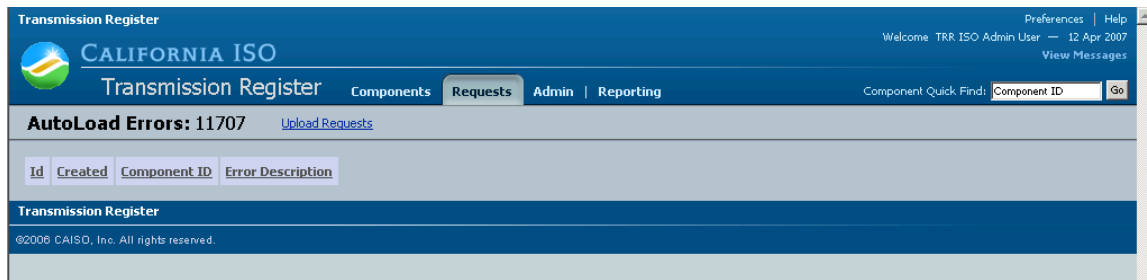 Transmission Register
Preferences | Help
Welcome TRR ISO Admin User — 12 Apr 2007
View Messages
CALIFORNIA ISO
Transmission Register
Components Requests Admin | Reporting
Component Quick Find: Component ID Go
AutoLoad Errors: 11707 Upload Requests
Id Created Component ID Error Description
Transmission Register
©2006 CAISO, Inc. All rights reserved.